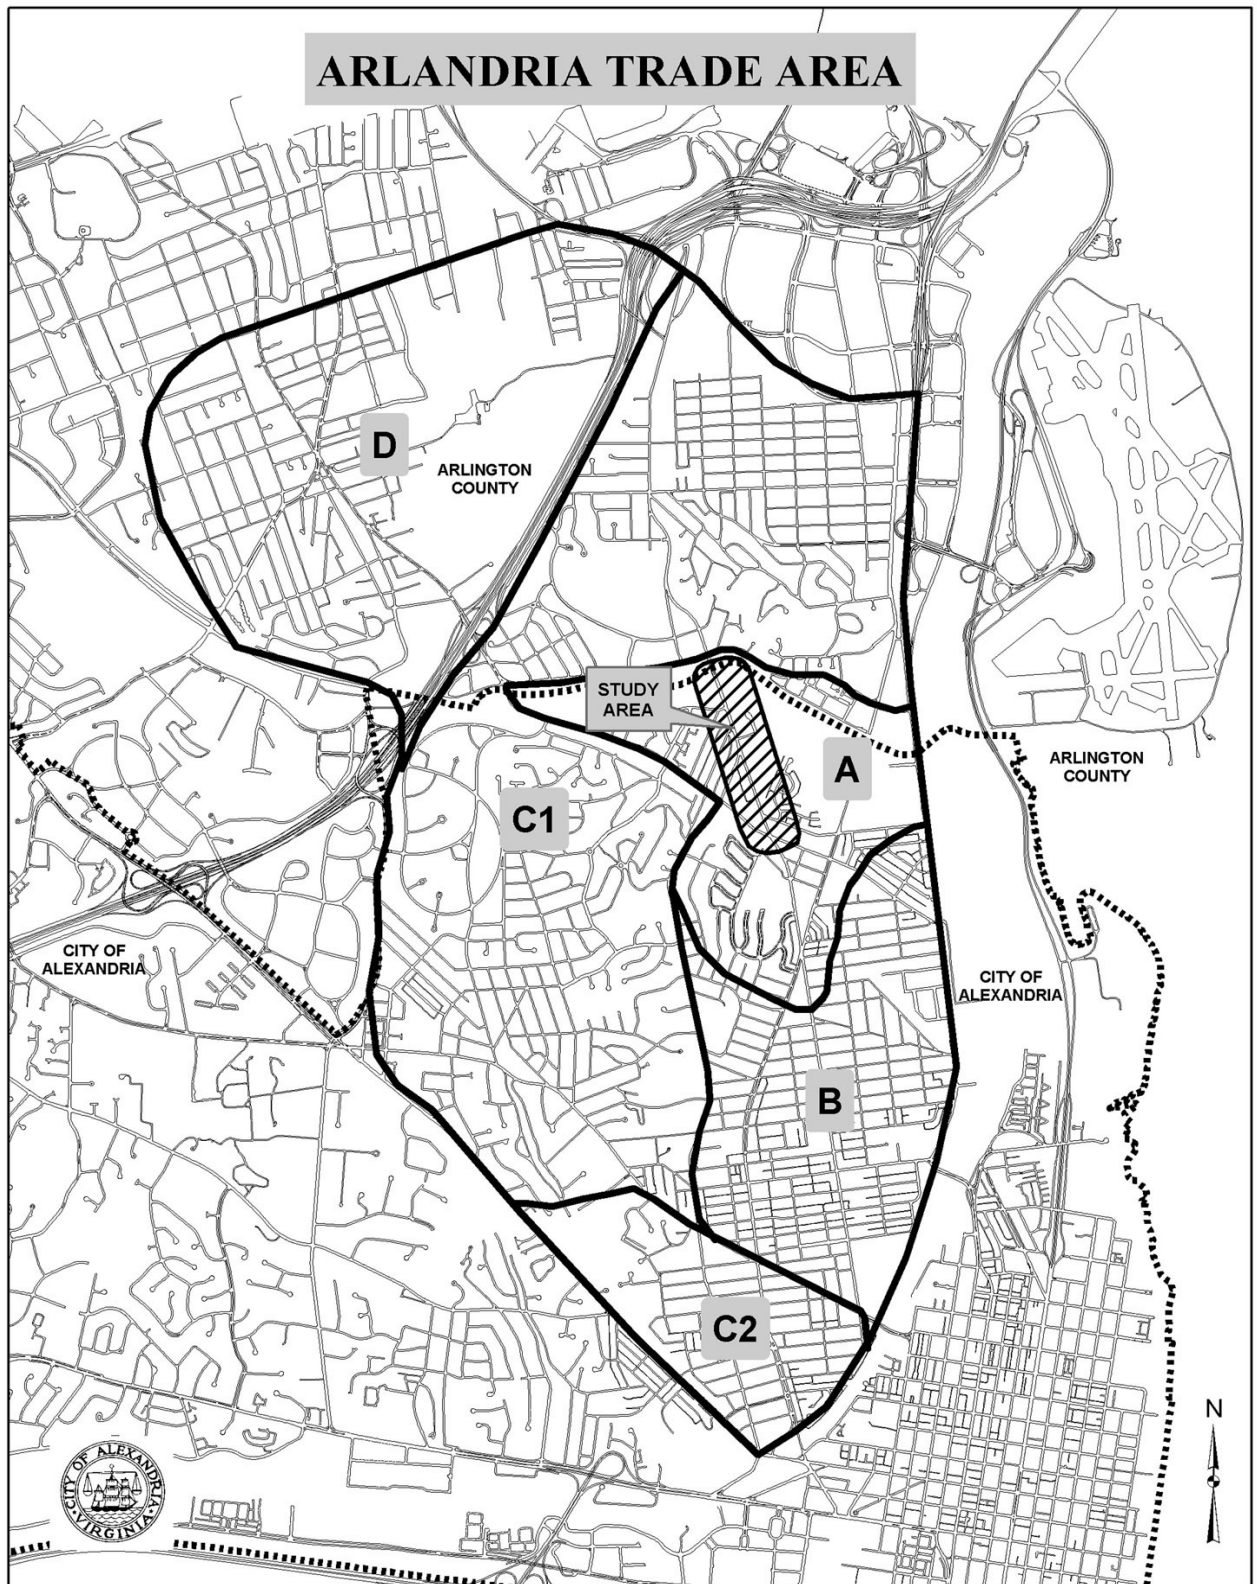 ARLANDRIA TRADE AREA
D
ARLINGTON
COUNTY
STUDY
AREA
A
ARLINGTON
COUNTY
C1
CITY OF
ALEXANDRIA
CITY OF
ALEXANDRIA
B
C2
N
CITY OF ALEXANDRIA
VIRGINIA